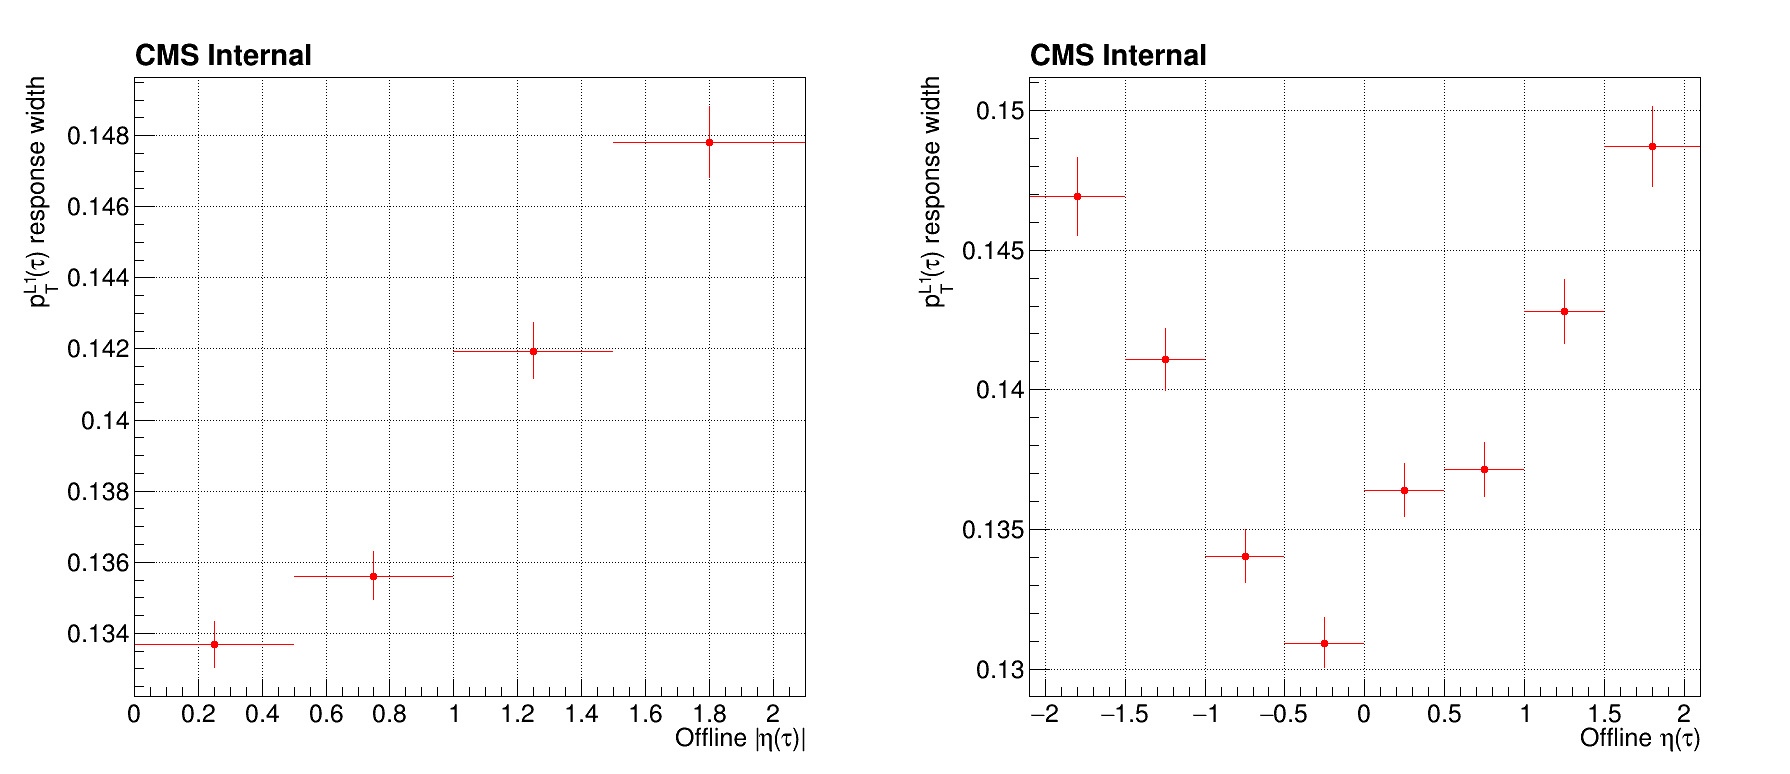 CMS Internal
p_T^L1(τ) response width
0.148
0.146
0.144
0.142
0.14
0.138
0.136
0.134
0 0.2 0.4 0.6 0.8 1 1.2 1.4 1.6 1.8 2
Offline |η(τ)|
CMS Internal
p_T^L1(τ) response width
0.15
0.145
0.14
0.135
0.13
−2 −1.5 −1 −0.5 0 0.5 1 1.5 2
Offline η(τ)